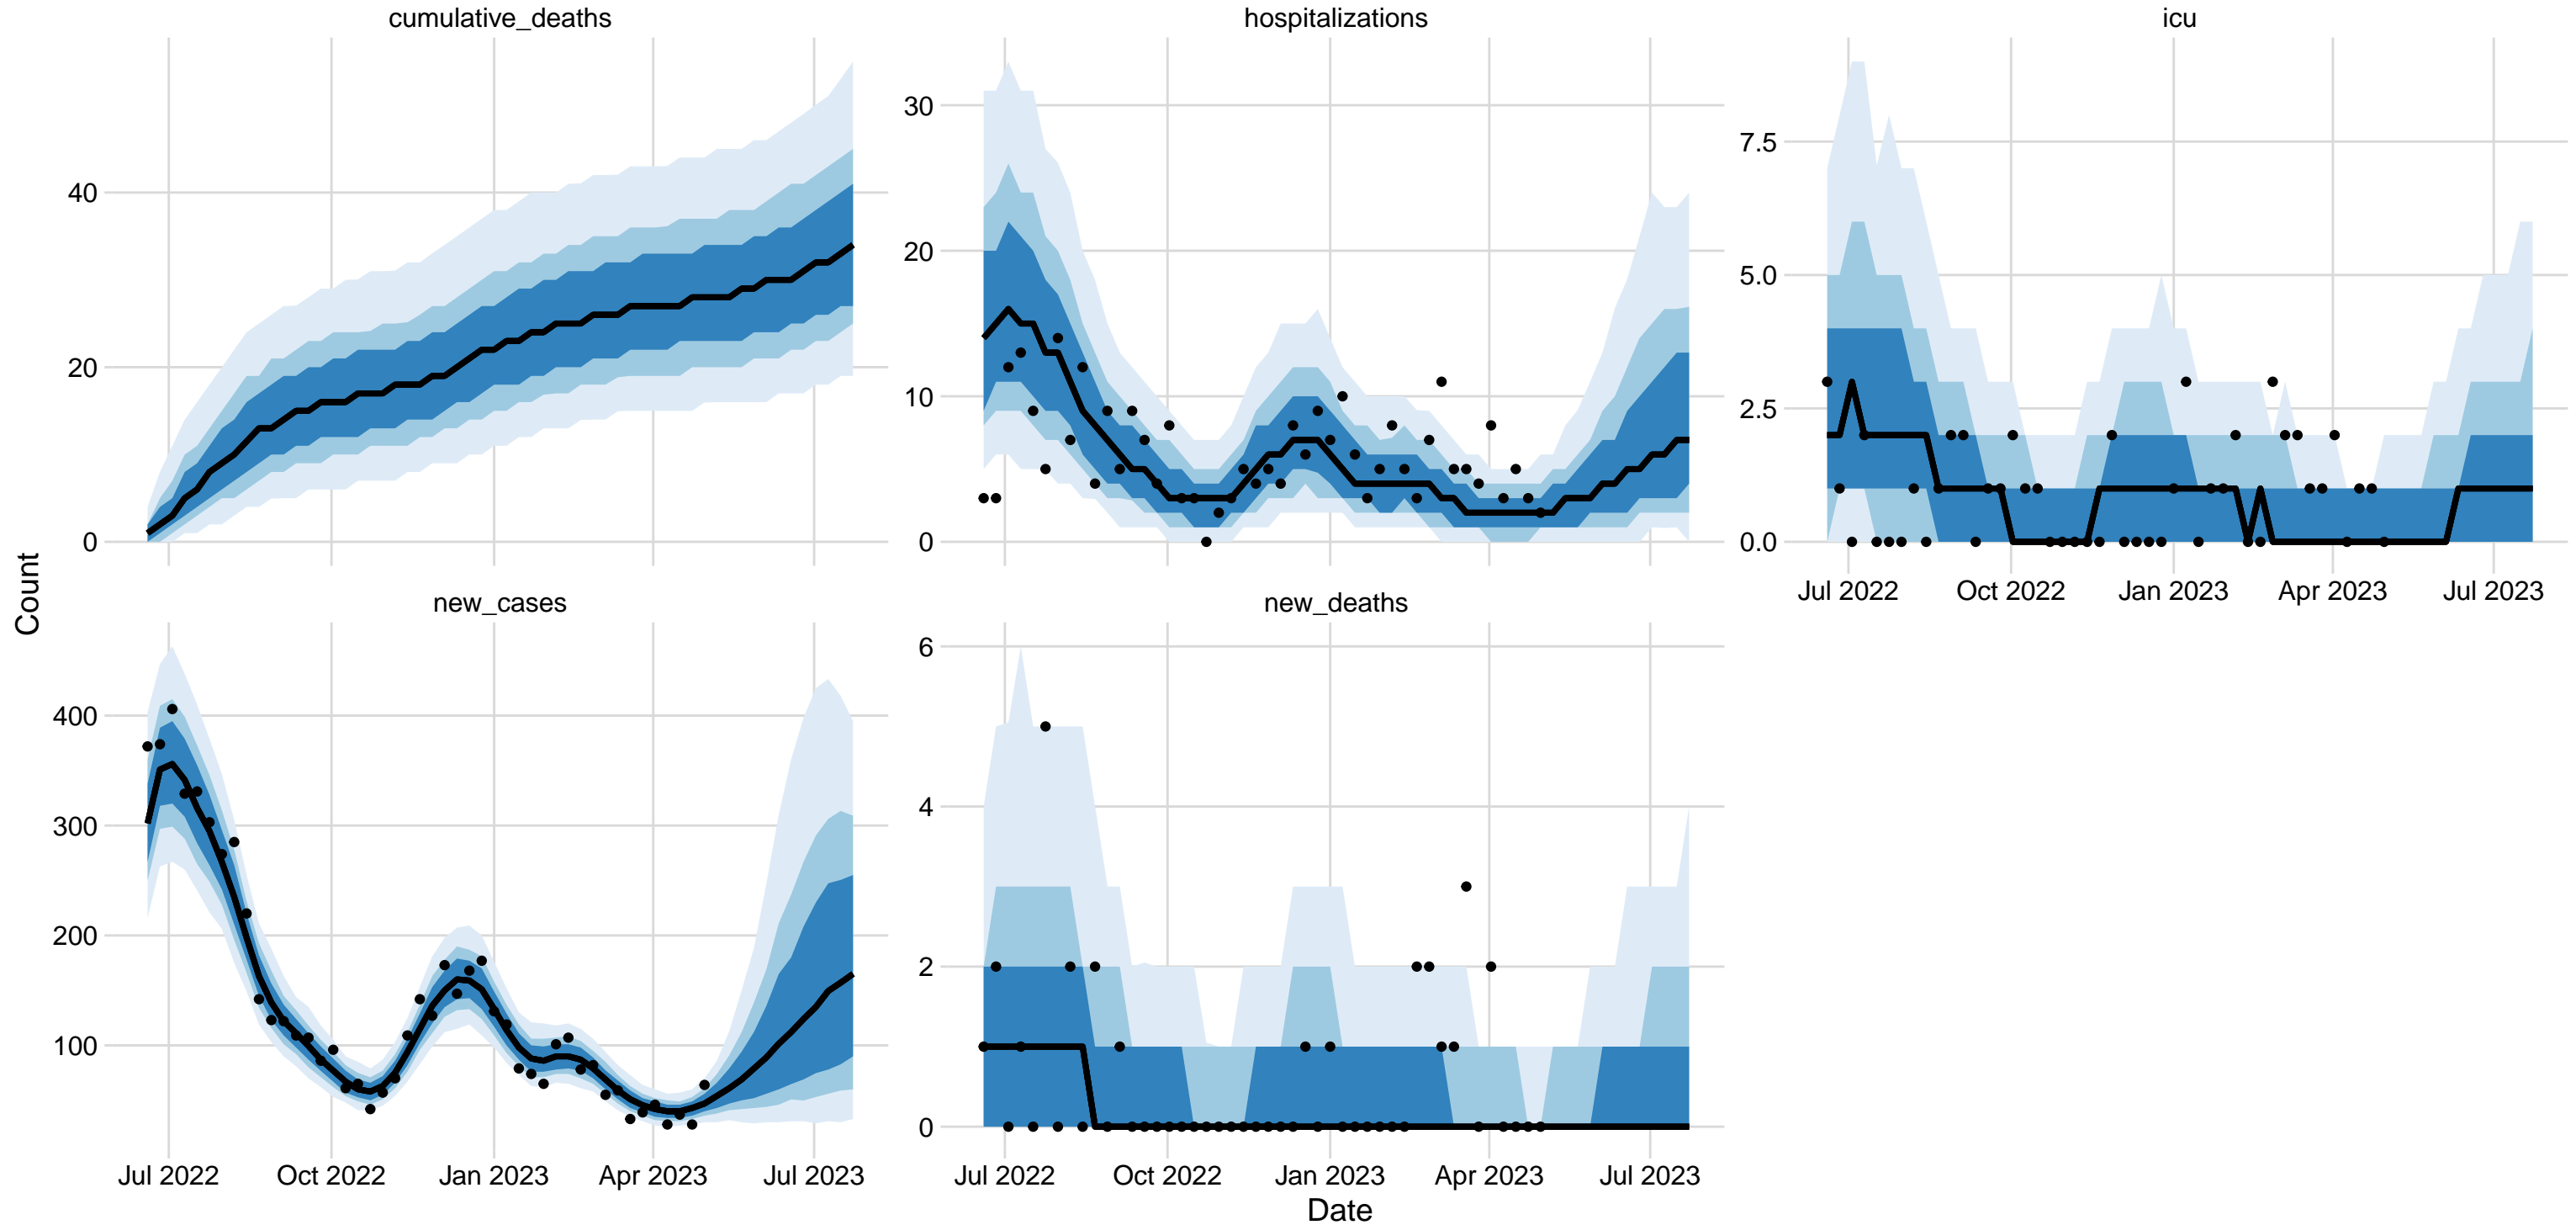 cumulative_deaths
hospitalizations
icu
40
20
0
30
20
10
0
7.5
5.0
2.5
0.0
Jul 2022 Oct 2022 Jan 2023 Apr 2023 Jul 2023
Count
new_cases
new_deaths
400
300
200
100
6
4
2
0
Jul 2022 Oct 2022 Jan 2023 Apr 2023 Jul 2023
Jul 2022 Oct 2022 Jan 2023 Apr 2023 Jul 2023
Date